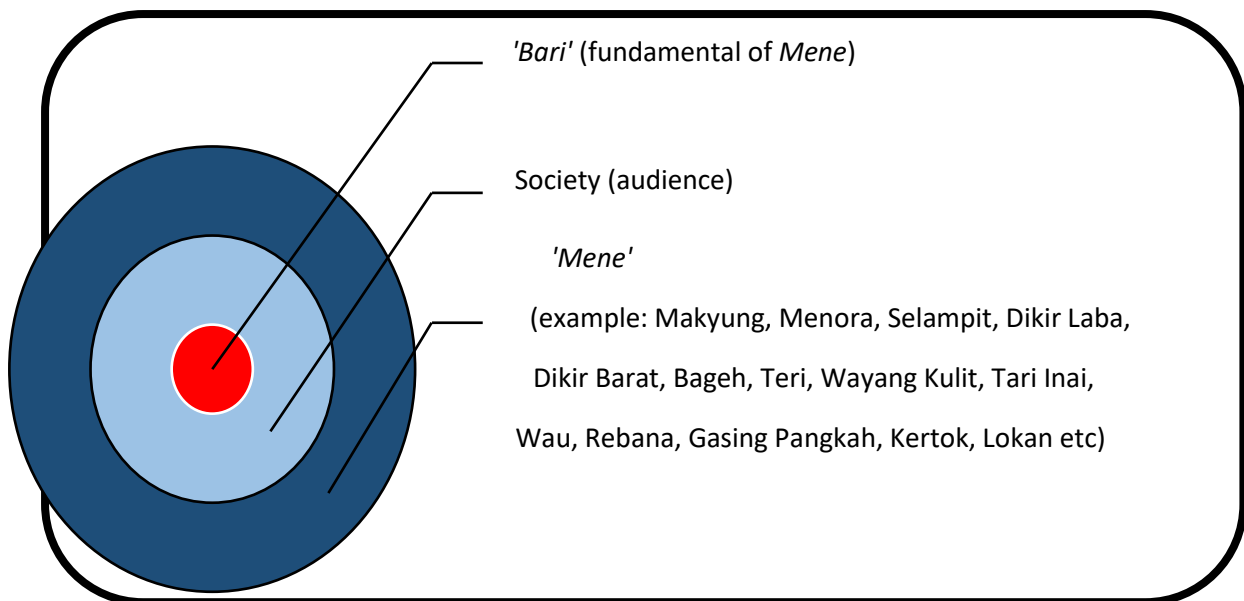 'Bari' (fundamental of Mene)
Society (audience)
'Mene'
(example: Makyung, Menora, Selampit, Dikir Laba,
Dikir Barat, Bageh, Teri, Wayang Kulit, Tari Inai,
Wau, Rebana, Gasing Pangkah, Kertok, Lokan etc)